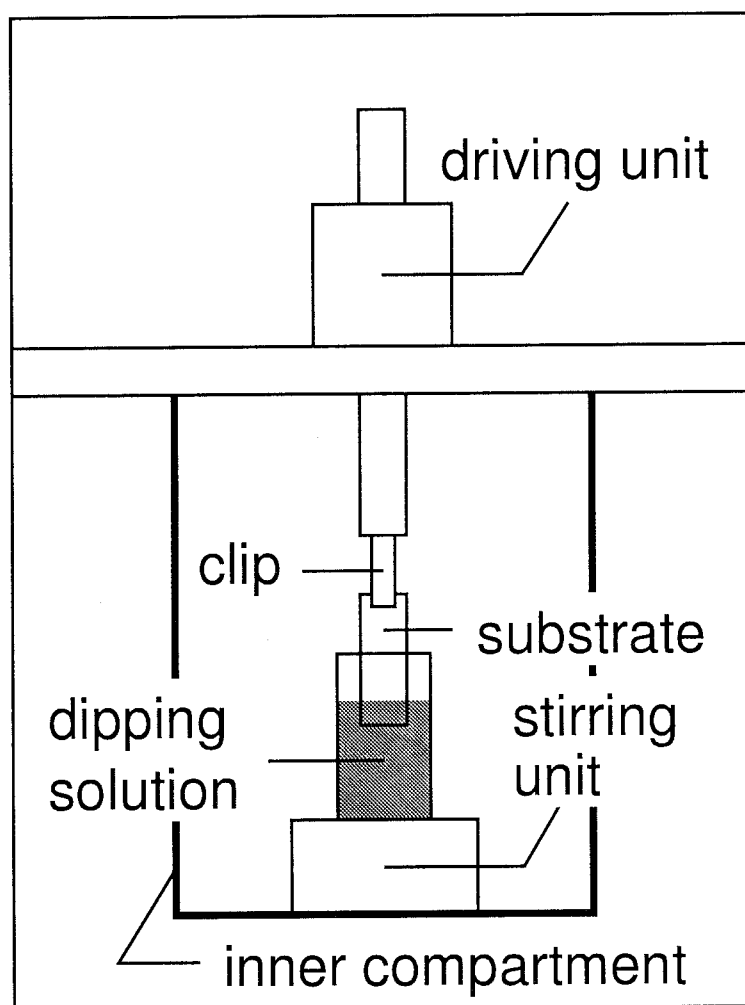 driving unit
clip
substrate
dipping
solution
stirring
unit
inner compartment